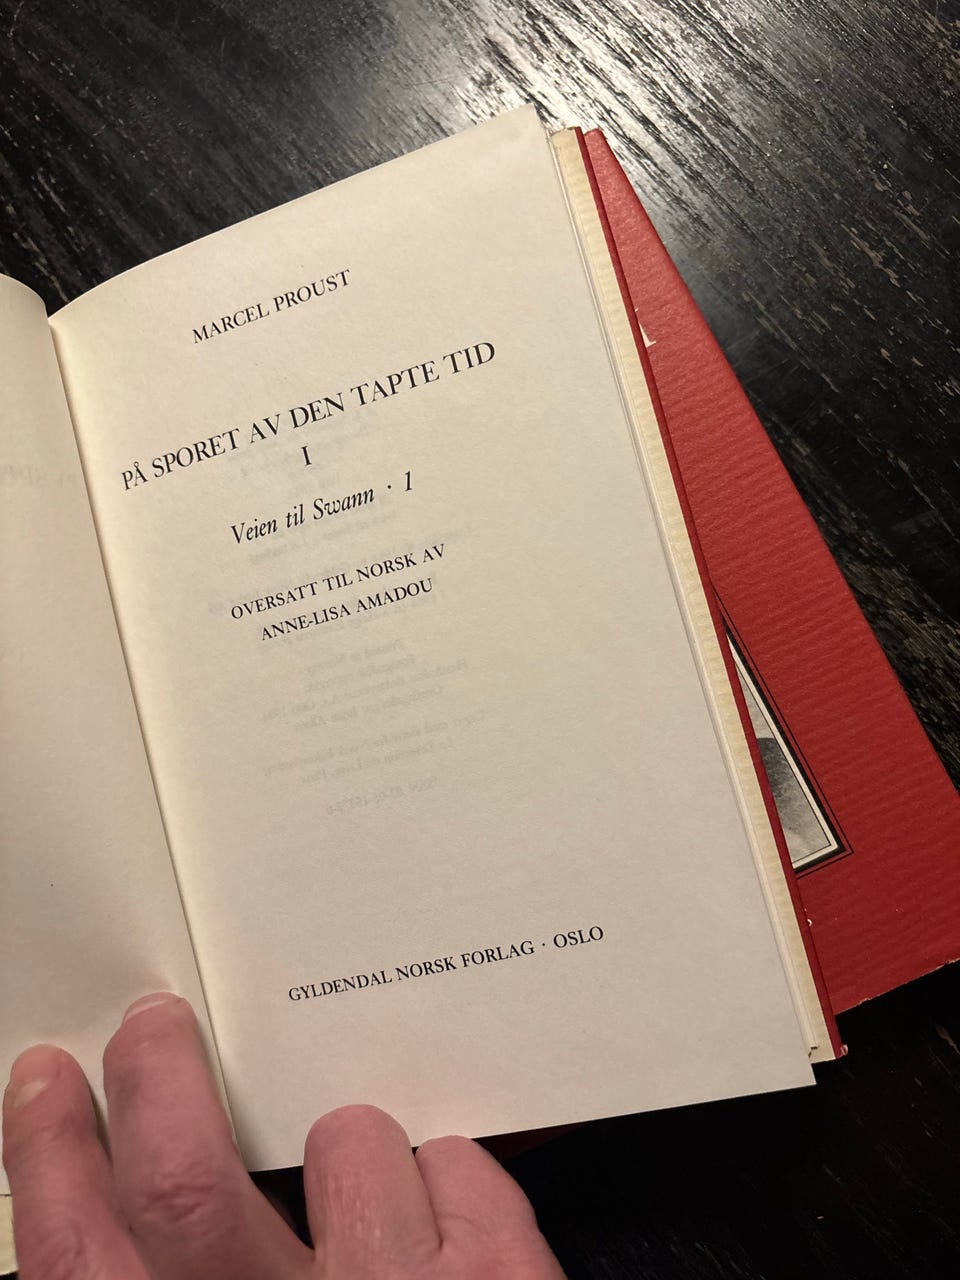 MARCEL PROUST
PÅ SPORET AV DEN TAPTE TID
I
Veien til Swann · 1
OVERSATT TIL NORSK AV
ANNE-LISA AMADOU
GYLDENDAL NORSK FORLAG · OSLO